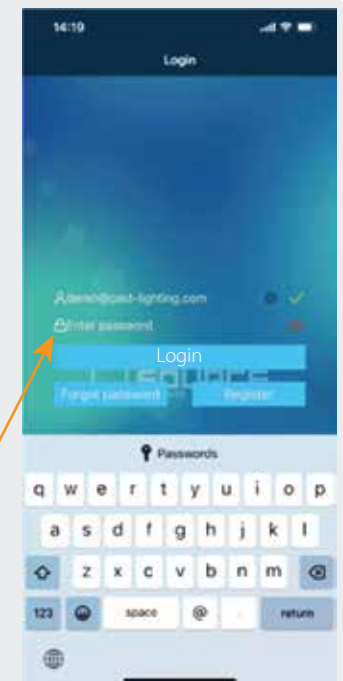 14:19
Login
demo@cast-lighting.com
Enter password
Login
Forgot password Register
Passwords
q w e r t y u i o p
a s d f g h j k l
z x c v b n m
123 space @ . return